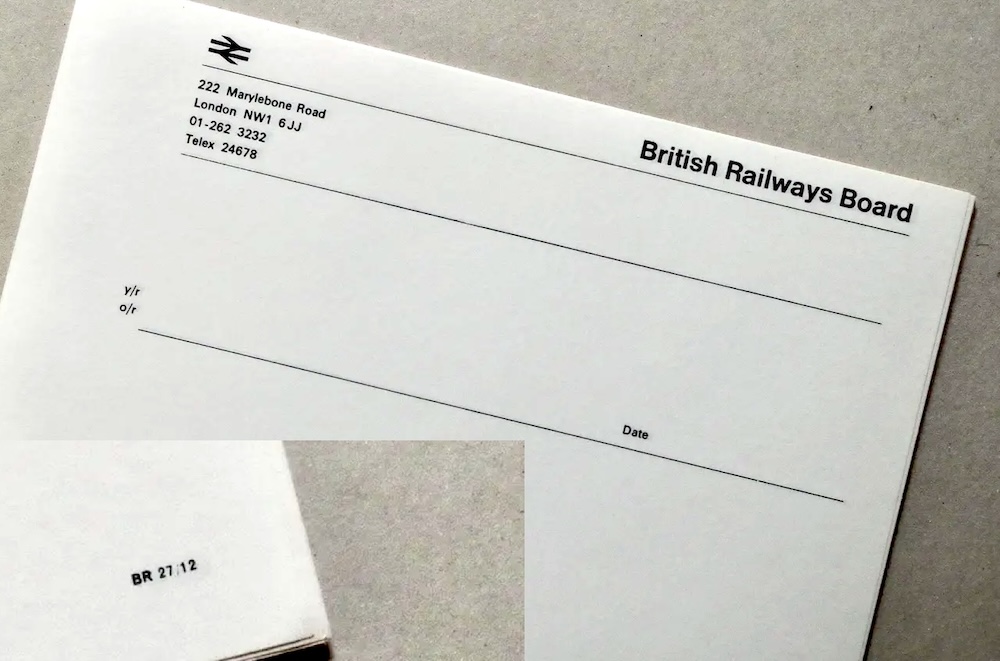 British Railways Board
222 Marylebone Road
London NW1 6JJ
01-262 3232
Telex 24678
y/r
o/r
Date
BR 27/12